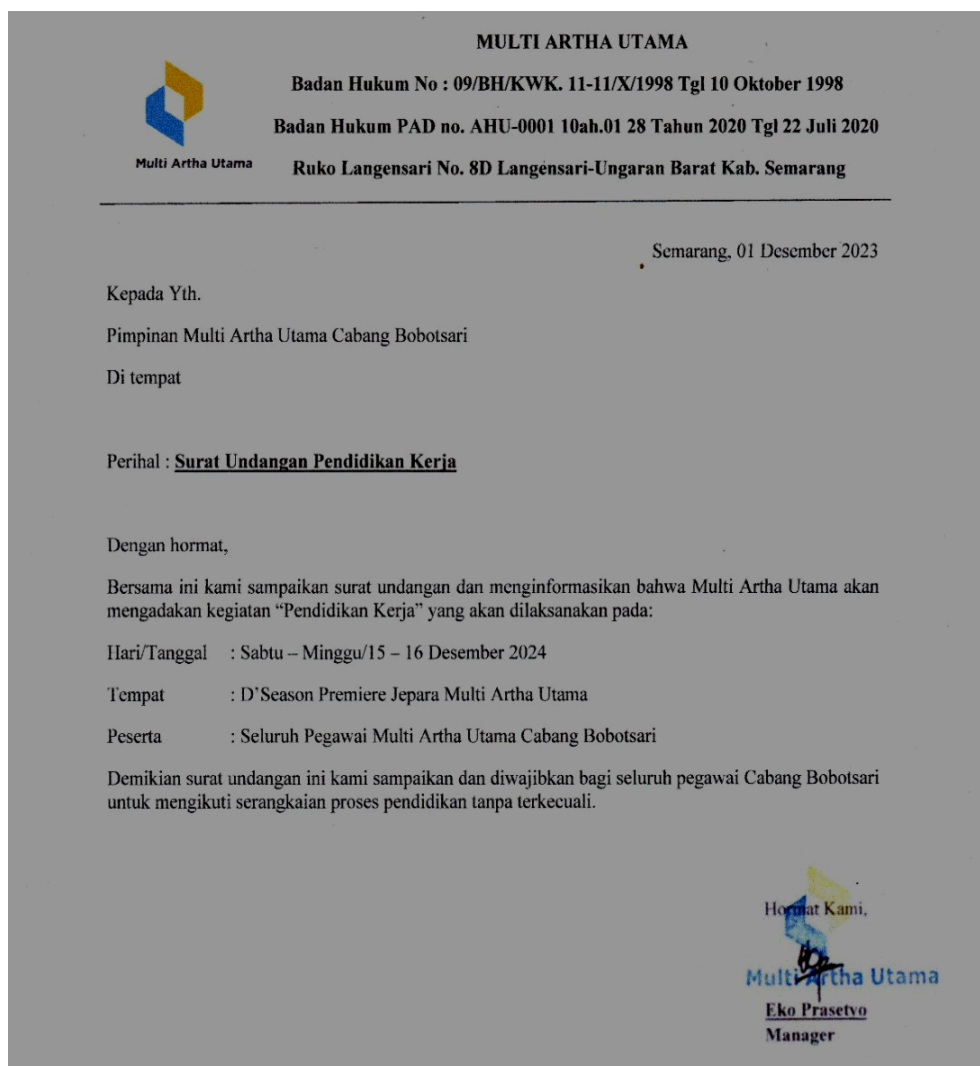 MULTI ARTHA UTAMA
Badan Hukum No : 09/BH/KWK. 11-11/X/1998 Tgl 10 Oktober 1998
Badan Hukum PAD no. AHU-0001 10ah.01 28 Tahun 2020 Tgl 22 Juli 2020
Multi Artha Utama
Ruko Langensari No. 8D Langensari-Ungaran Barat Kab. Semarang
Semarang, 01 Desember 2023
Kepada Yth.
Pimpinan Multi Artha Utama Cabang Bobotsari
Di tempat
Perihal : Surat Undangan Pendidikan Kerja
Dengan hormat,
Bersama ini kami sampaikan surat undangan dan menginformasikan bahwa Multi Artha Utama akan
mengadakan kegiatan “Pendidikan Kerja” yang akan dilaksanakan pada:
Hari/Tanggal : Sabtu – Minggu/15 – 16 Desember 2024
Tempat : D’Season Premiere Jepara Multi Artha Utama
Peserta : Seluruh Pegawai Multi Artha Utama Cabang Bobotsari
Demikian surat undangan ini kami sampaikan dan diwajibkan bagi seluruh pegawai Cabang Bobotsari
untuk mengikuti serangkaian proses pendidikan tanpa terkecuali.
Hormat Kami,
Multi Artha Utama
Eko Prasetyo
Manager